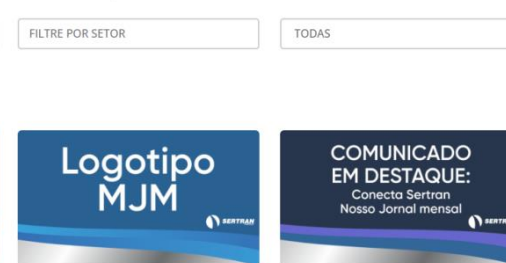 FILTRE POR SETOR
TODAS
Logotipo
MJM
SERTRAN
COMUNICADO
EM DESTAQUE:
Conecta Sertran
Nosso Jornal mensal